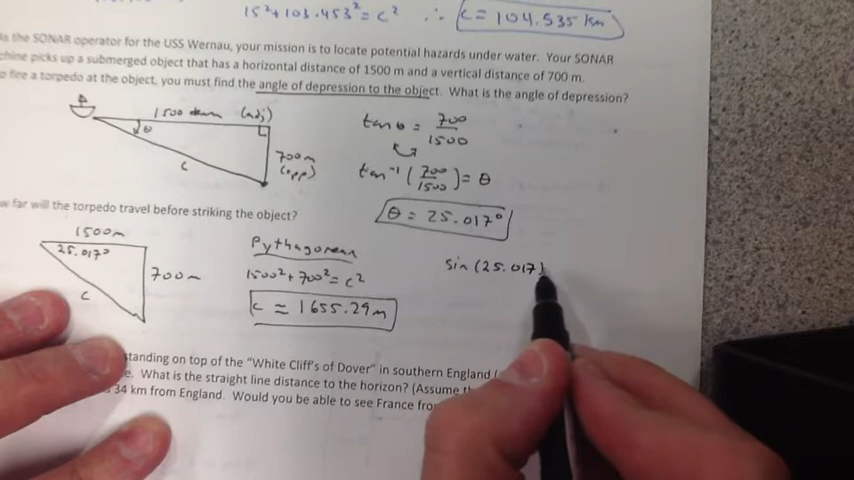 15² + 103.453² = c² ∴ c = 104.535 km
the SONAR operator for the USS Wernau, your mission is to locate potential hazards under water. Your SONAR
chine picks up a submerged object that has a horizontal distance of 1500 m and a vertical distance of 700 m.
o fire a torpedo at the object, you must find the angle of depression to the object. What is the angle of depression?
1500 (adj)
θ
c
700m
(opp)
tan θ = 700/1500
tan⁻¹ (700/1500) = θ
θ = 25.017°
w far will the torpedo travel before striking the object?
1500m
25.017°
700m
c
Pythagorean
1500² + 700² = c²
c ≈ 1655.29m
sin (25.017)
standing on top of the "White Cliff's of Dover" in southern England (
e. What is the straight line distance to the horizon? (Assume th
34 km from England. Would you be able to see France fro